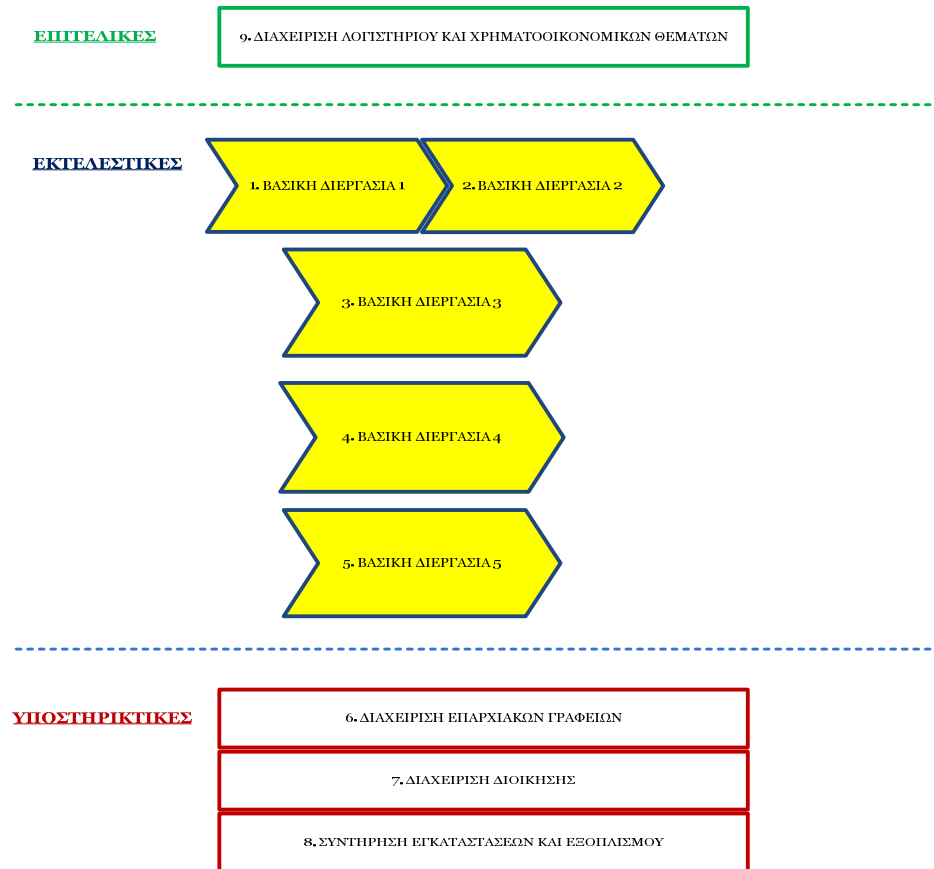 ΕΠΙΤΕΛΙΚΕΣ
9. ΔΙΑΧΕΙΡΙΣΗ ΛΟΓΙΣΤΗΡΙΟΥ ΚΑΙ ΧΡΗΜΑΤΟΟΙΚΟΝΟΜΙΚΩΝ ΘΕΜΑΤΩΝ
ΕΚΤΕΛΕΣΤΙΚΕΣ
1. ΒΑΣΙΚΗ ΔΙΕΡΓΑΣΙΑ 1
2. ΒΑΣΙΚΗ ΔΙΕΡΓΑΣΙΑ 2
3. ΒΑΣΙΚΗ ΔΙΕΡΓΑΣΙΑ 3
4. ΒΑΣΙΚΗ ΔΙΕΡΓΑΣΙΑ 4
5. ΒΑΣΙΚΗ ΔΙΕΡΓΑΣΙΑ 5
ΥΠΟΣΤΗΡΙΚΤΙΚΕΣ
6. ΔΙΑΧΕΙΡΙΣΗ ΕΠΑΡΧΙΑΚΩΝ ΓΡΑΦΕΙΩΝ
7. ΔΙΑΧΕΙΡΙΣΗ ΔΙΟΙΚΗΣΗΣ
8. ΣΥΝΤΗΡΗΣΗ ΕΓΚΑΤΑΣΤΑΣΕΩΝ ΚΑΙ ΕΞΟΠΛΙΣΜΟΥ